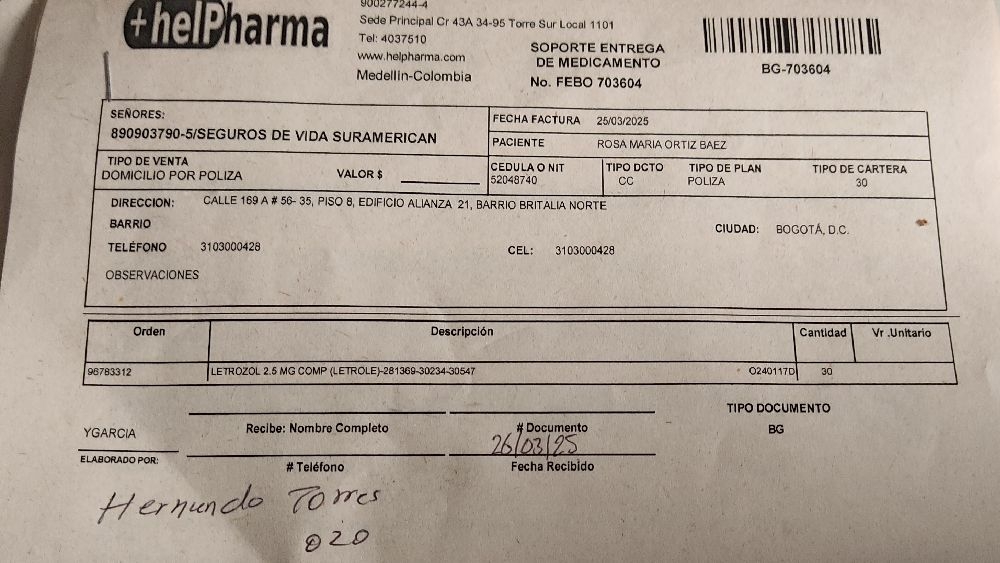 900277244-4
+helPharma
Sede Principal Cr 43A 34-95 Torre Sur Local 1101
Tel: 4037510
www.helpharma.com
Medellin-Colombia
SOPORTE ENTREGA
DE MEDICAMENTO
No. FEBO 703604
BG-703604
SEÑORES:
890903790-5/SEGUROS DE VIDA SURAMERICAN
FECHA FACTURA 25/03/2025
PACIENTE ROSA MARIA ORTIZ BAEZ
TIPO DE VENTA
DOMICILIO POR POLIZA VALOR $
CEDULA O NIT TIPO DCTO TIPO DE PLAN TIPO DE CARTERA
52048740 CC POLIZA 30
DIRECCION: CALLE 169 A # 56- 35, PISO 8, EDIFICIO ALIANZA 21, BARRIO BRITALIA NORTE
BARRIO CIUDAD: BOGOTÁ, D.C.
TELÉFONO 3103000428 CEL: 3103000428
OBSERVACIONES
Orden Descripción Cantidad Vr .Unitario
96783312 LETROZOL 2.5 MG COMP (LETROLE)-281369-30234-30547 O240117D 30
TIPO DOCUMENTO
BG
YGARCIA Recibe: Nombre Completo # Documento
26/03/25
ELABORADO POR: # Teléfono Fecha Recibido
Hernando Torres
020